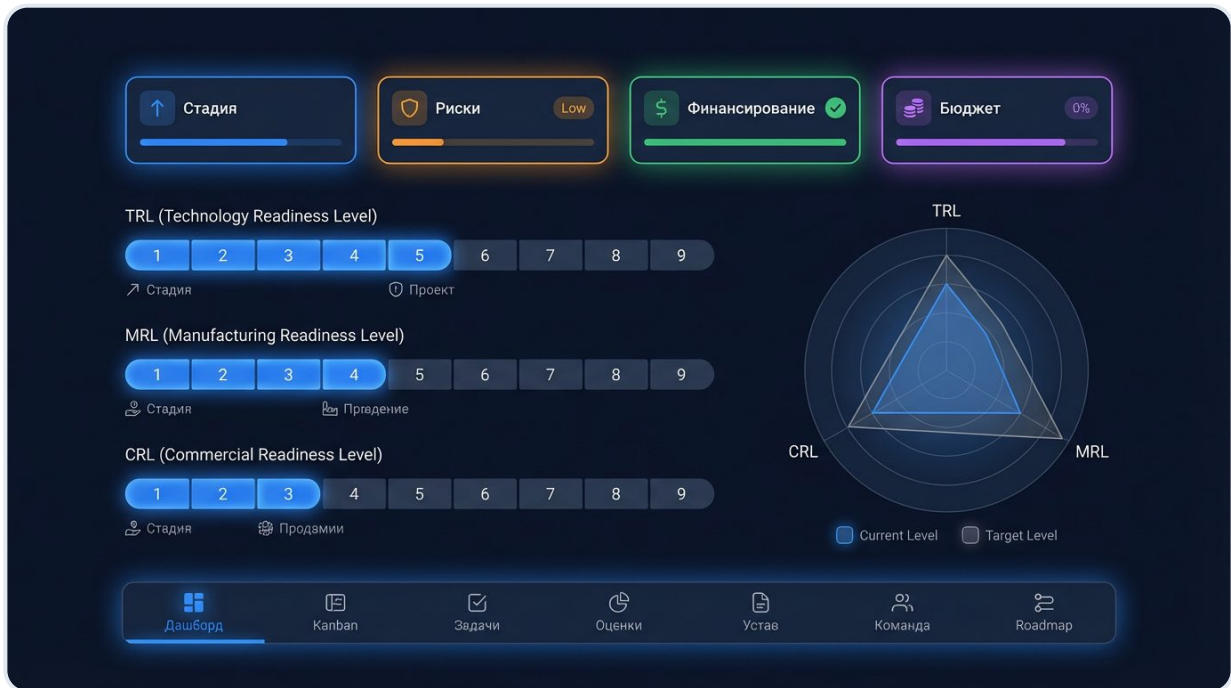 Стадия
Риски Low
Финансирование
Бюджет 0%
TRL (Technology Readiness Level)
1 2 3 4 5 6 7 8 9
Стадия Проект
MRL (Manufacturing Readiness Level)
1 2 3 4 5 6 7 8 9
Стадия Прпвдение
CRL (Commercial Readiness Level)
1 2 3 4 5 6 7 8 9
Стадия Продамии
TRL
CRL
MRL
Current Level Target Level
Дашборд
Kanban
Задачи
Оценки
Устав
Команда
Roadmap